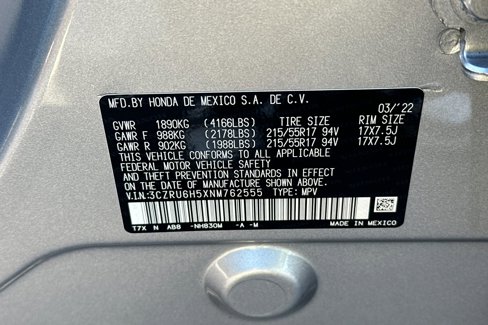 MFD.BY HONDA DE MEXICO S.A. DE C.V. 03/'22
GVWR 1890KG (4166LBS) TIRE SIZE RIM SIZE
GAWR F 988KG (2178LBS) 215/55R17 94V 17X7.5J
GAWR R 902KG (1988LBS) 215/55R17 94V 17X7.5J
THIS VEHICLE CONFORMS TO ALL APPLICABLE
FEDERAL MOTOR VEHICLE SAFETY
AND THEFT PREVENTION STANDARDS IN EFFECT ON
THE DATE OF MANUFACTURE SHOWN ABOVE.
V.I.N:3CZRU6H5XNM762555 TYPE: MPV
T7X N ABB -NH830M -A -M MADE IN MEXICO